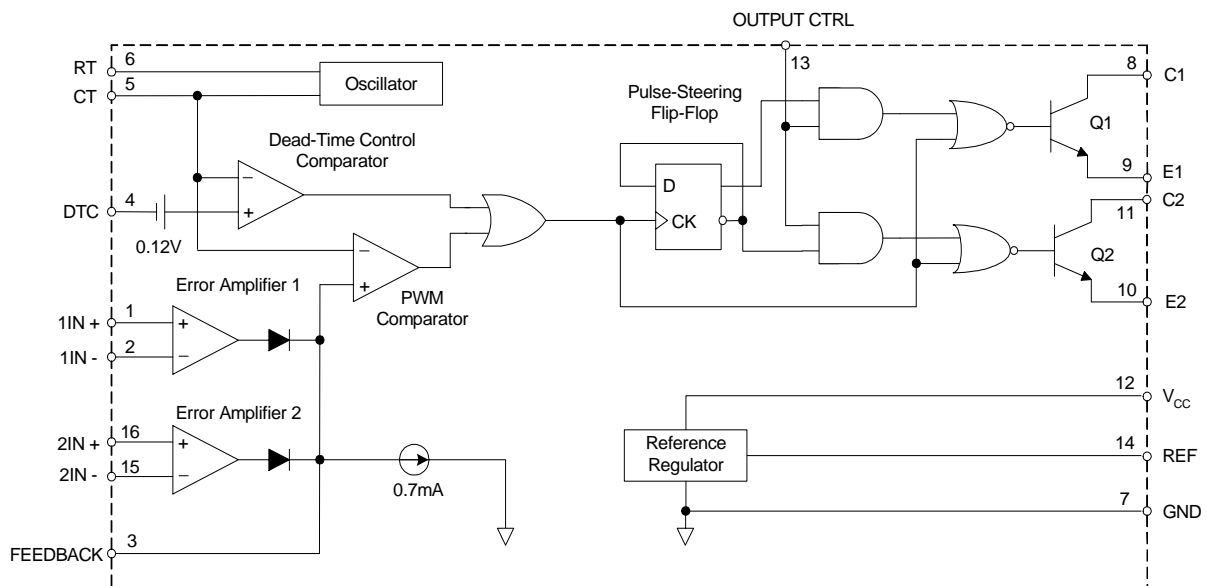 OUTPUT CTRL
13
RT
6
CT
5
Oscillator
Pulse-Steering
Flip-Flop
8
C1
Q1
9
E1
Dead-Time Control
Comparator
−
+
DTC
4
0.12V
D
CK
C2
11
Q2
10
E2
−
+
PWM
Comparator
Error Amplifier 1
1IN +
1
+
1IN -
2
−
Error Amplifier 2
2IN +
16
+
2IN -
15
−
0.7mA
12
VCC
Reference
Regulator
14
REF
7
GND
FEEDBACK
3